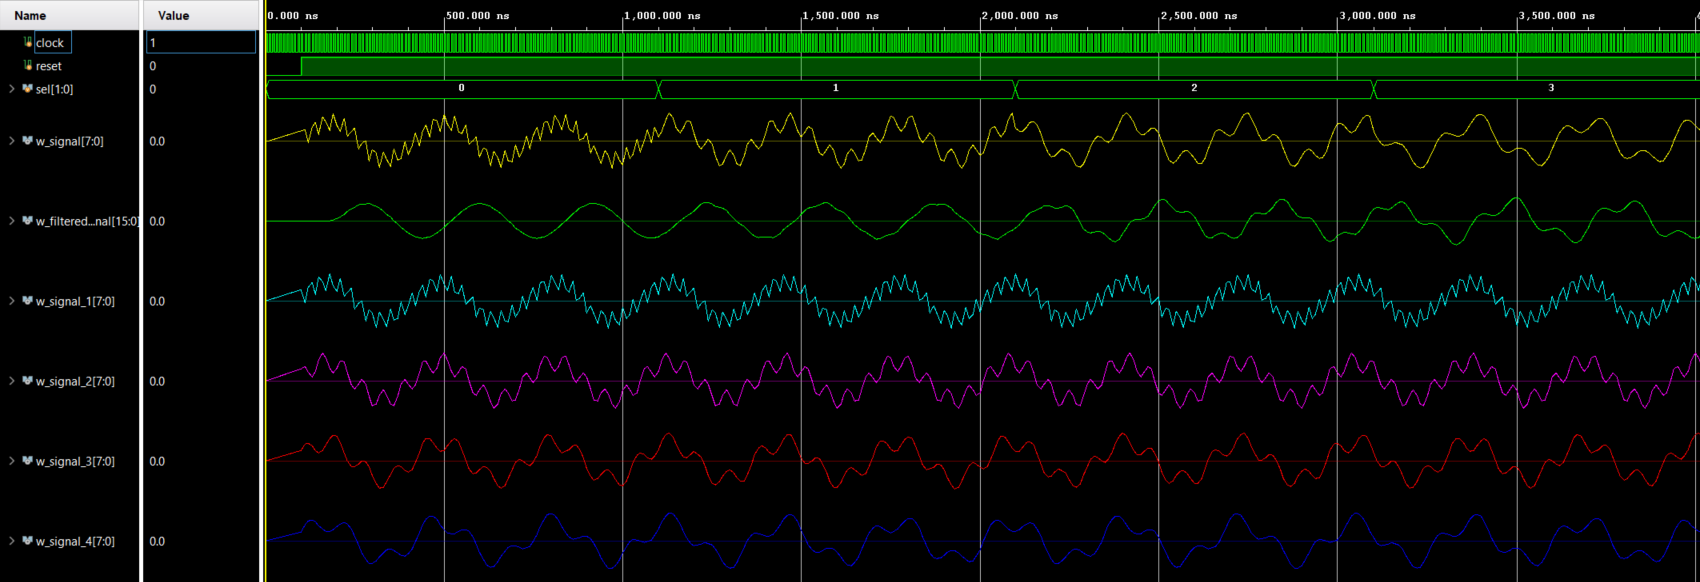 Name Value 0.000 ns 500.000 ns 1,000.000 ns 1,500.000 ns 2,000.000 ns 2,500.000 ns 3,000.000 ns 3,500.000 ns
clock 1
reset 0
sel[1:0] 0 0 1 2 3
w_signal[7:0] 0.0
w_filtered...nal[15:0] 0.0
w_signal_1[7:0] 0.0
w_signal_2[7:0] 0.0
w_signal_3[7:0] 0.0
w_signal_4[7:0] 0.0